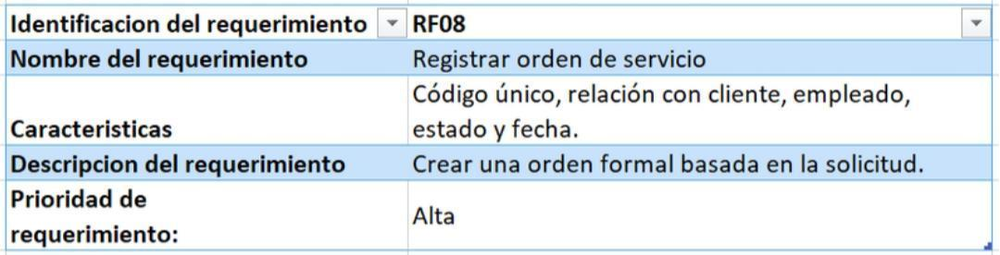 Identificacion del requerimiento RF08
Nombre del requerimiento Registrar orden de servicio
Caracteristicas Código único, relación con cliente, empleado,
estado y fecha.
Descripcion del requerimiento Crear una orden formal basada en la solicitud.
Prioridad de
requerimiento: Alta